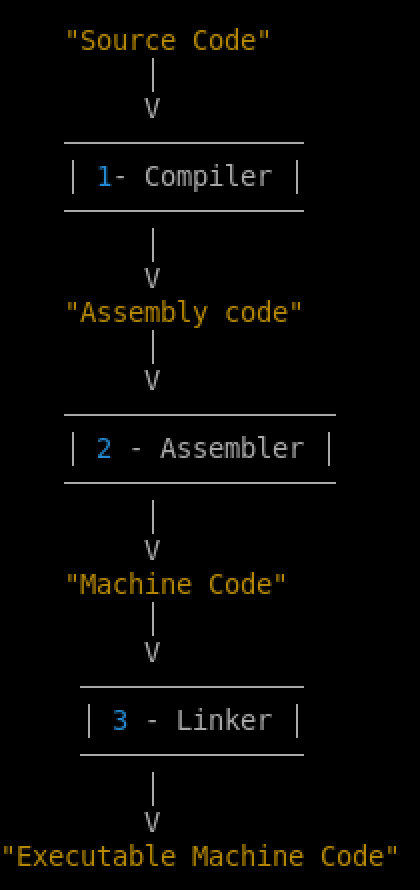 "Source Code"
|
V
| 1- Compiler |
|
V
"Assembly code"
|
V
| 2 - Assembler |
|
V
"Machine Code"
|
V
| 3 - Linker |
|
V
"Executable Machine Code"